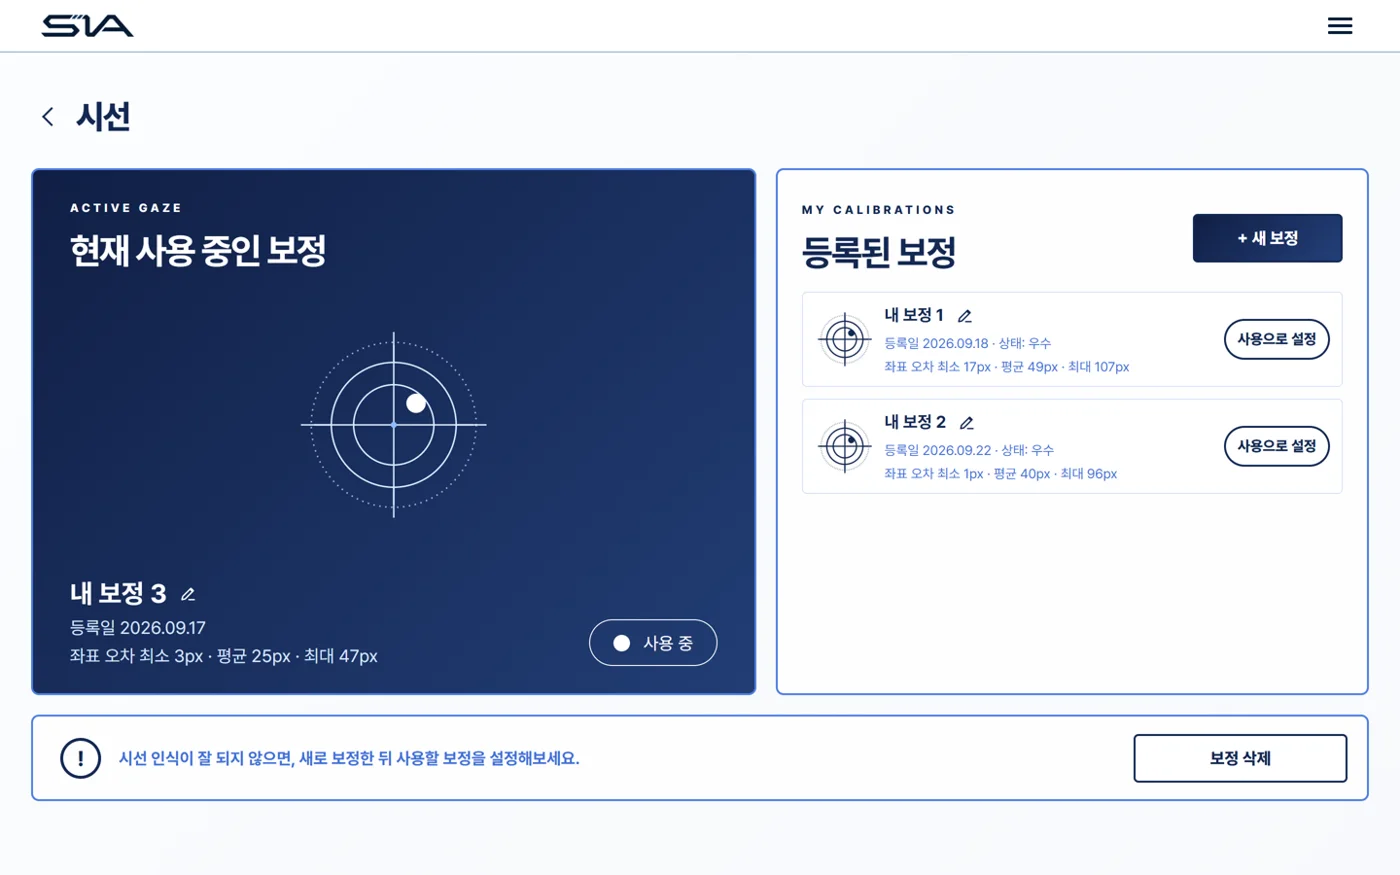 SIA
시선
ACTIVE GAZE
현재 사용 중인 보정
내 보정 3
등록일 2026.09.17
좌표 오차 최소 3px · 평균 25px · 최대 47px
사용 중
MY CALIBRATIONS
등록된 보정
+ 새 보정
내 보정 1
등록일 2026.09.18 · 상태: 우수
좌표 오차 최소 17px · 평균 49px · 최대 107px
사용으로 설정
내 보정 2
등록일 2026.09.22 · 상태: 우수
좌표 오차 최소 1px · 평균 40px · 최대 96px
사용으로 설정
!
시선 인식이 잘 되지 않으면, 새로 보정한 뒤 사용할 보정을 설정해보세요.
보정 삭제